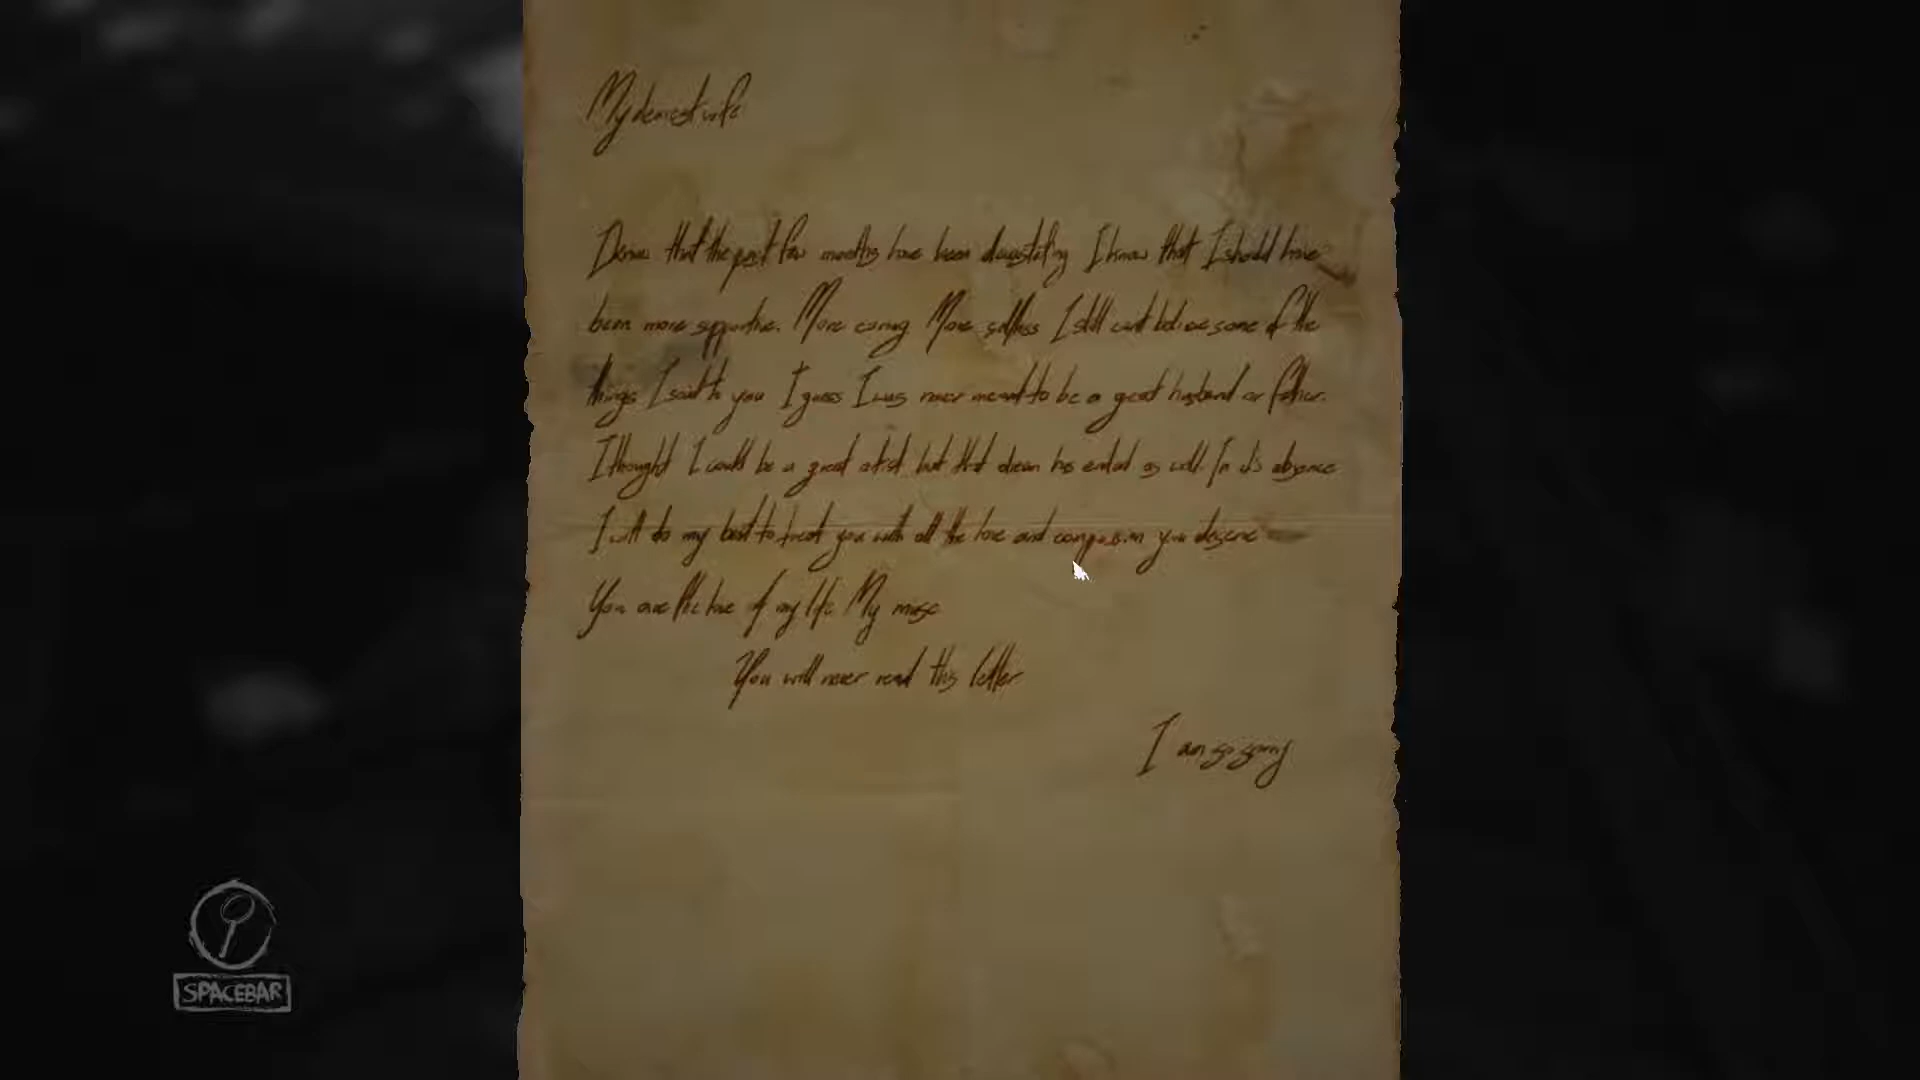 My dearest wife
I know that the past few months have been devastating I know that I should have
been more supportive. More caring More selfless I still can't believe some of the
things I said to you I guess I was never meant to be a great husband or father.
I thought I could be a great artist but that dream has ended as well. In it's absence
I will do my best to treat you with all the love and compassion you deserve
You are the love of my life My muse
You will never read this letter
I am so sorry
SPACEBAR